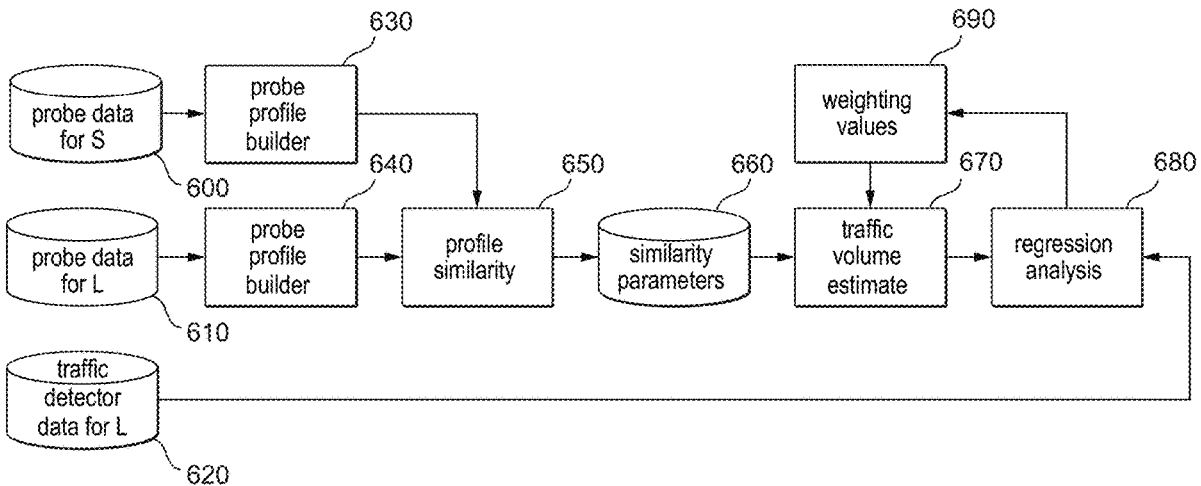 630
690
probe data
for S
probe
profile
builder
weighting
values
600
640
650
660
670
680
probe data
for L
probe
profile
builder
profile
similarity
similarity
parameters
traffic
volume
estimate
regression
analysis
610
traffic
detector
data for L
620